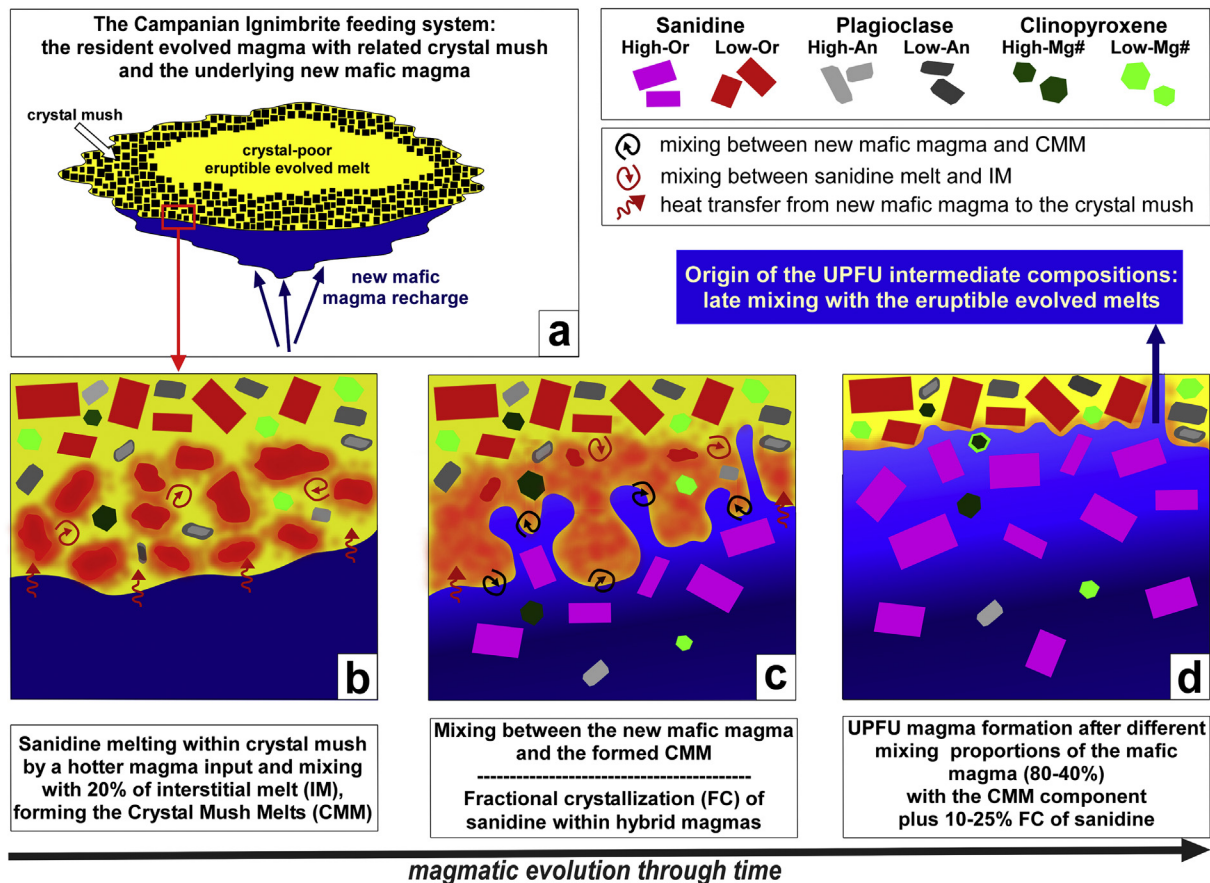 The Campanian Ignimbrite feeding system:
the resident evolved magma with related crystal mush
and the underlying new mafic magma
crystal mush
crystal-poor
eruptible evolved melt
new mafic
magma recharge
a
Sanidine
High-Or
Low-Or
Plagioclase
High-An
Low-An
Clinopyroxene
High-Mg#
Low-Mg#
mixing between new mafic magma and CMM
mixing between sanidine melt and IM
heat transfer from new mafic magma to the crystal mush
Origin of the UPFU intermediate compositions:
late mixing with the eruptible evolved melts
b
c
d
Sanidine melting within crystal mush
by a hotter magma input and mixing
with 20% of interstitial melt (IM),
forming the Crystal Mush Melts (CMM)
Mixing between the new mafic magma
and the formed CMM
Fractional crystallization (FC) of
sanidine within hybrid magmas
UPFU magma formation after different
mixing proportions of the mafic
magma (80-40%)
with the CMM component
plus 10-25% FC of sanidine
magmatic evolution through time